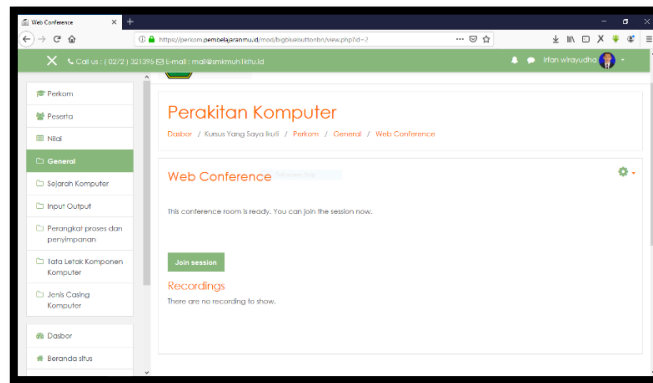 Web Conference
https://perkom.pembelajaranmu.id/mod/bigbluebuttonbn/view.php?id=2
Call us : (0272) 321395 E-mail : mail@smkmuh1kltu.id
Irfan wirayudha
Perkom
Peserta
Nilai
General
Sejarah Komputer
Input Output
Perangkat proses dan
penyimpanan
Tata Letak Komponen
Komputer
Jenis Casing
Komputer
Dasbor
Beranda situs
Perakitan Komputer
Dasbor / Kursus Yang Saya Ikuti / Perkom / General / Web Conference
Web Conference
This conference room is ready. You can join the session now.
Join session
Recordings
There are no recording to show.